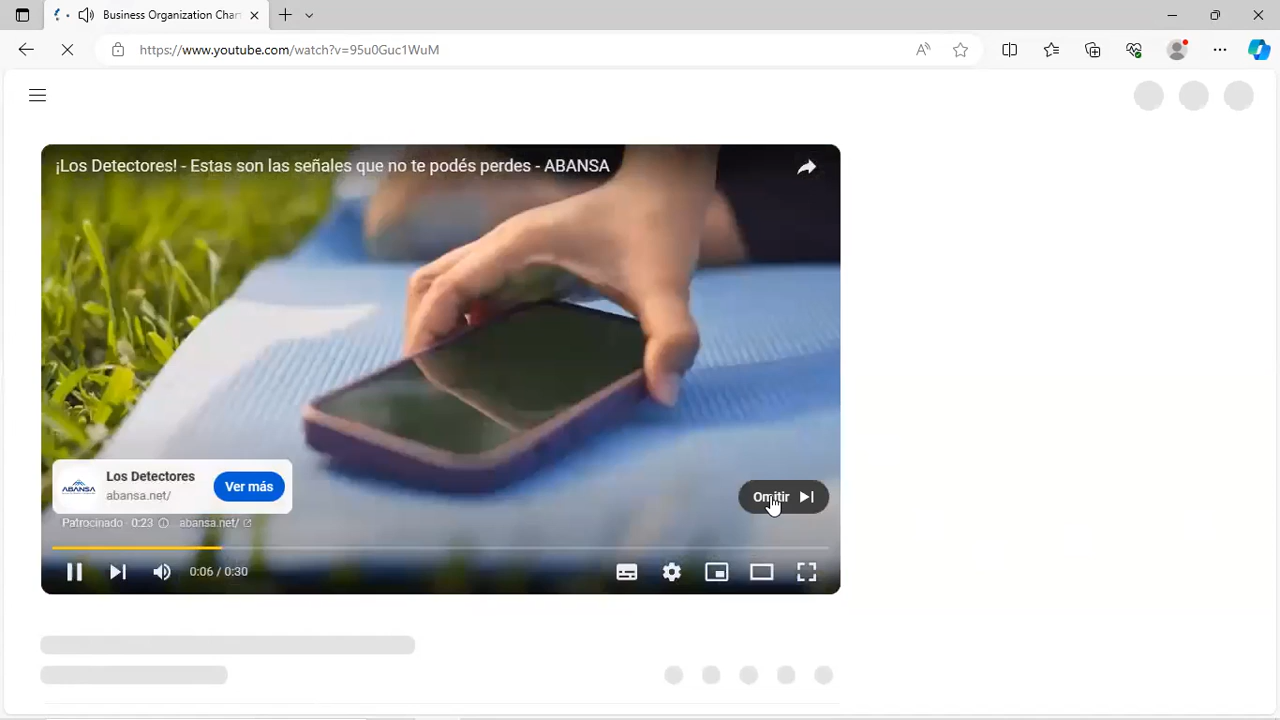 Business Organization Char
https://www.youtube.com/watch?v=95u0Guc1WuM
¡Los Detectores! - Estas son las señales que no te podés perdes - ABANSA
ABANSA
Los Detectores
abansa.net/
Ver más
Omitir
Patrocinado · 0:23 abansa.net/
0:06 / 0:30